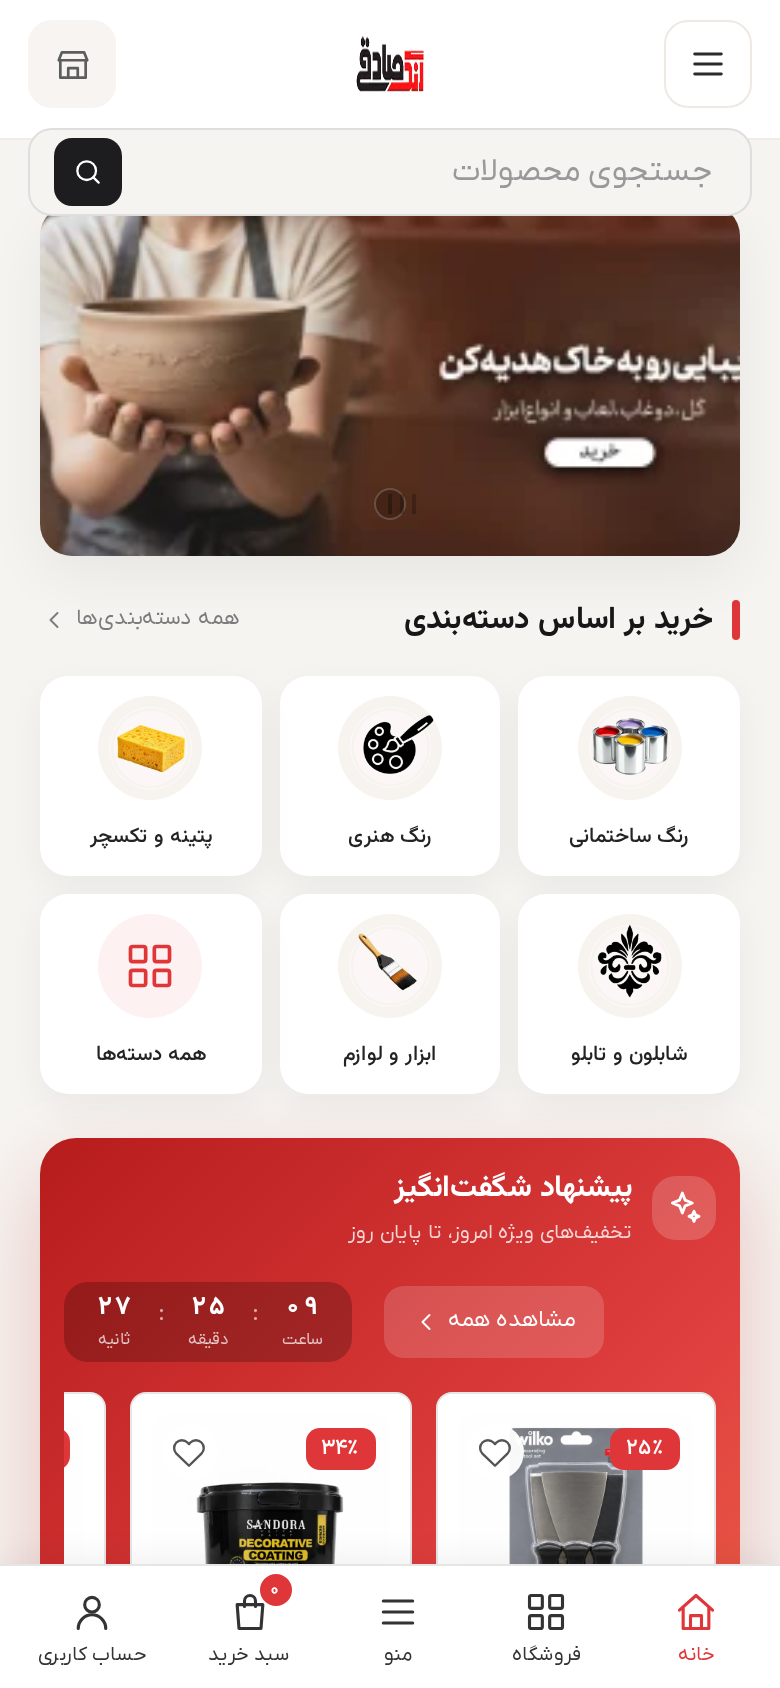 رنگ صادقی
جستجوی محصولات
زیبایی رو به خاک هدیه کن
گل، دوغاب، لعاب و انواع ابزار
خرید
خرید بر اساس دسته‌بندی
همه دسته‌بندی‌ها
رنگ ساختمانی
رنگ هنری
پتینه و تکسچر
شابلون و تابلو
ابزار و لوازم
همه دسته‌ها
پیشنهاد شگفت‌انگیز
تخفیف‌های ویژه امروز، تا پایان روز
مشاهده همه
۰۹ : ۲۵ : ۲۷
ساعت دقیقه ثانیه
۲۵٪
wilko
۳۴٪
SANDORA
DECORATIVE
COATING
۰
خانه
فروشگاه
منو
سبد خرید
حساب کاربری